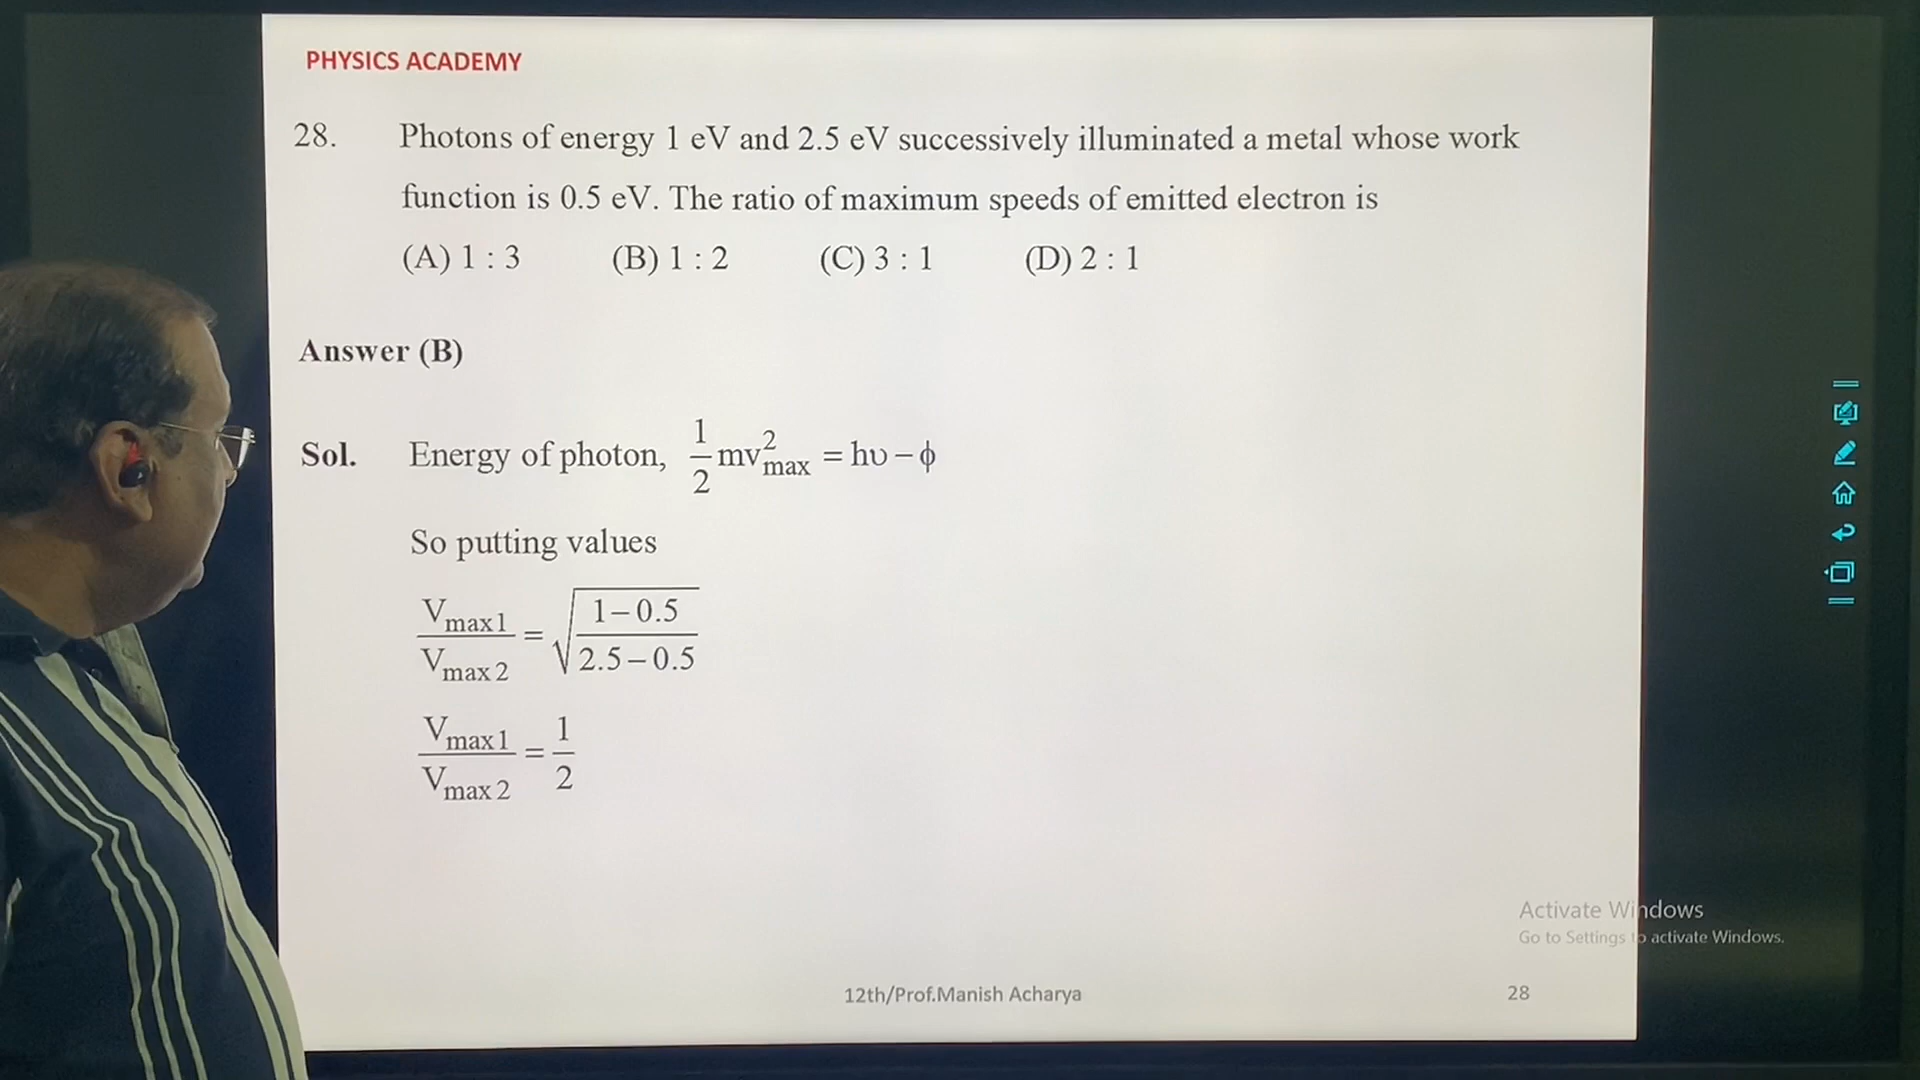 PHYSICS ACADEMY
28. Photons of energy 1 eV and 2.5 eV successively illuminated a metal whose work
function is 0.5 eV. The ratio of maximum speeds of emitted electron is
(A) 1 : 3 (B) 1 : 2 (C) 3 : 1 (D) 2 : 1
Answer (B)
Sol. Energy of photon, 1/2 mv²max = hυ – ϕ
So putting values
Vmax1/Vmax2 = √((1–0.5)/(2.5–0.5))
Vmax1/Vmax2 = 1/2
Activate Windows
Go to Settings to activate Windows.
12th/Prof.Manish Acharya 28